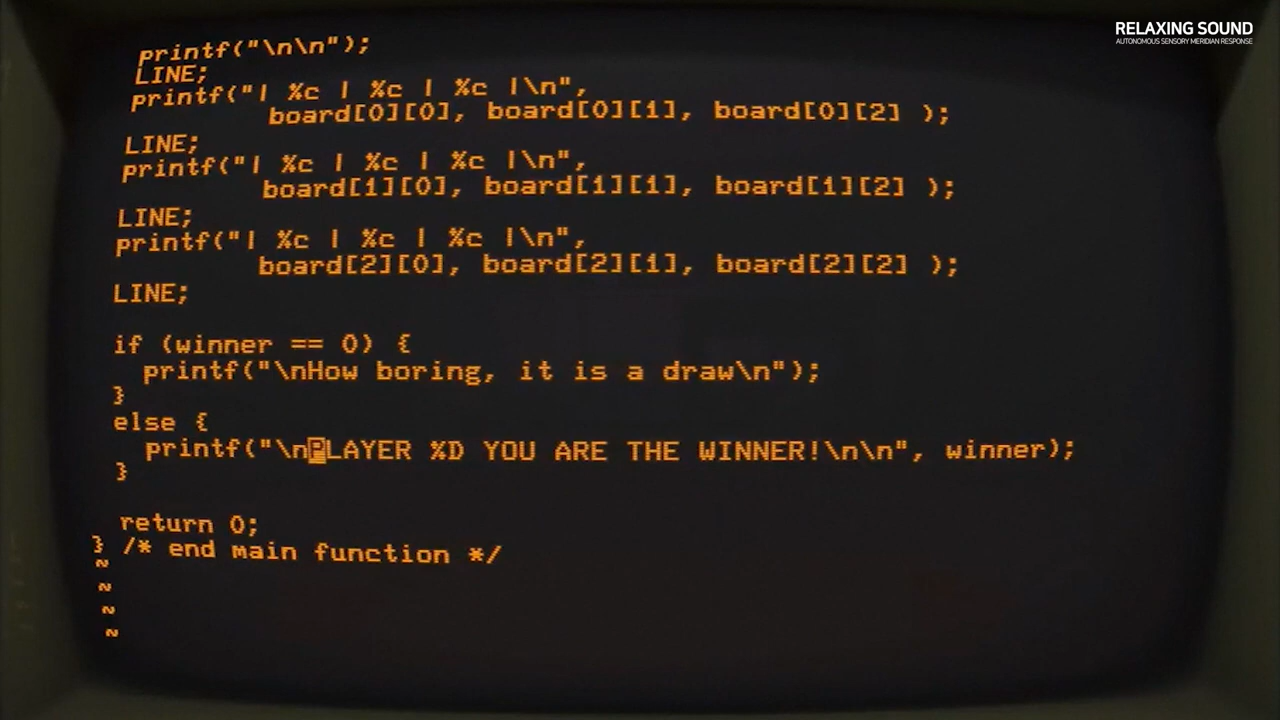 RELAXING SOUND
AUTONOMOUS SENSORY MERIDIAN RESPONSE
printf("\n\n");
LINE;
printf("| %c | %c | %c |\n",
board[0][0], board[0][1], board[0][2] );
LINE;
printf("| %c | %c | %c |\n",
board[1][0], board[1][1], board[1][2] );
LINE;
printf("| %c | %c | %c |\n",
board[2][0], board[2][1], board[2][2] );
LINE;
if (winner == 0) {
printf("\nHow boring, it is a draw\n");
}
else {
printf("\nPLAYER %D YOU ARE THE WINNER!\n\n", winner);
}
return 0;
} /* end main function */
~
~
~
~